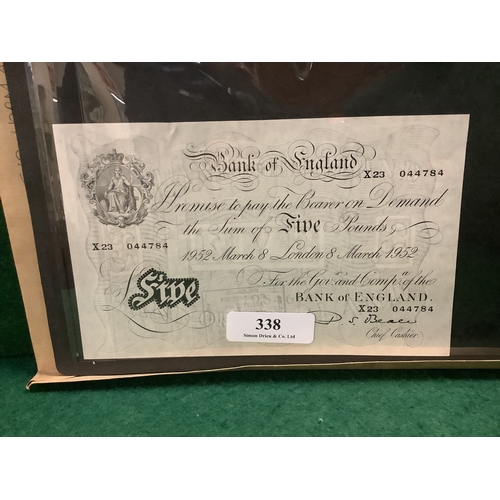 Bank of England
X23 044784
I Promise to pay the Bearer on Demand
the Sum of Five Pounds
X23 044784
1952 March 8 London 8 March 1952
For the Gov.r and Comp.a of the
BANK of ENGLAND.
£ Five
X23 044784
Chief Cashier
338
Simon Drieu & Co. Ltd